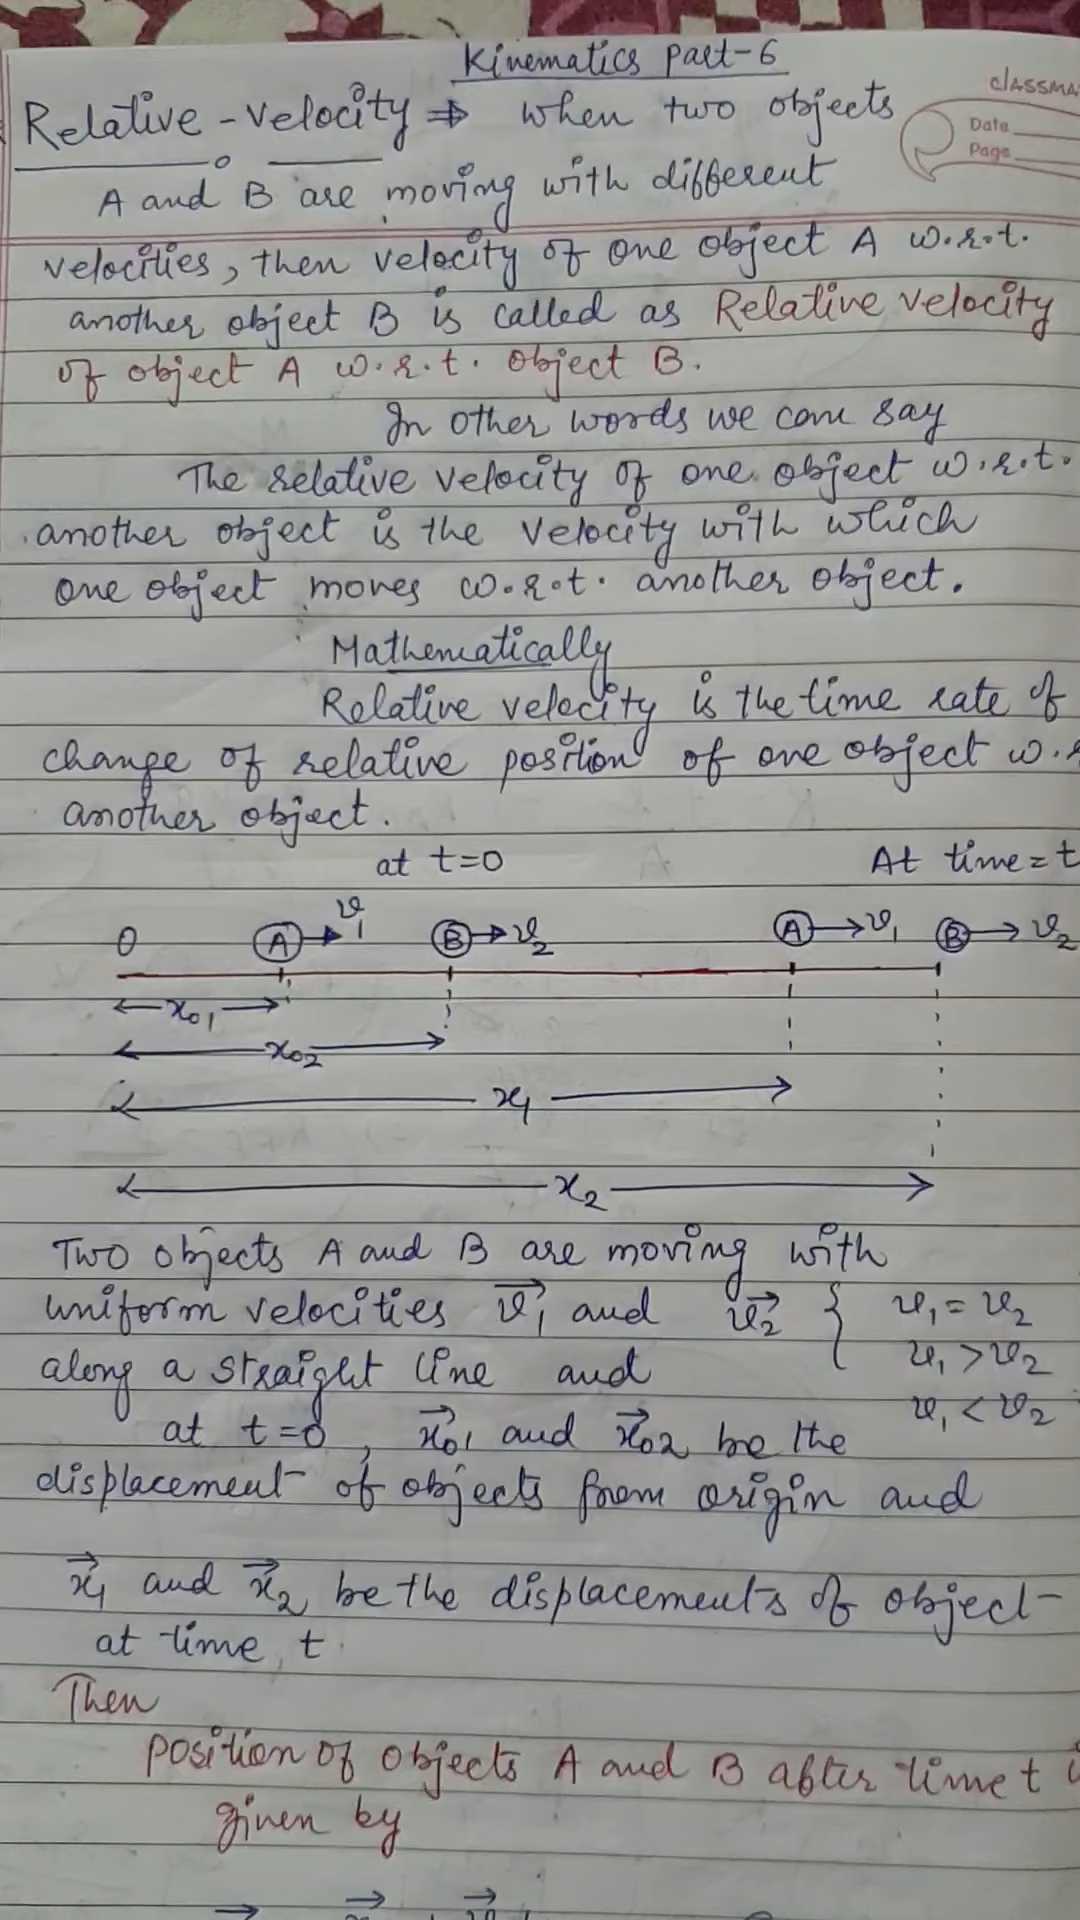 Kinematics Part-6
classma
Date
Page
Relative-velocity ⇒ when two objects
A and B are moving with different
velocities, then velocity of one object A w.r.t.
another object B is called as Relative velocity
of object A w.r.t. object B.
In other words we can say
The relative velocity of one object w.r.t.
another object is the velocity with which
one object moves w.r.t. another object.
Mathematically
Relative velocity is the time rate of
change of relative position of one object w.r
another object.
at t=0 At time = t
O A → v₁ B → v₂ A → v₁ B → v₂
x₀₁
x₀₂
x₁
x₂
Two objects A and B are moving with
uniform velocities v⃗₁ and v⃗₂ { v₁ = v₂
along a straight line and v₁ > v₂
v₁ < v₂
at t=0, x⃗₀₁ and x⃗₀₂ be the
displacement of objects from origin and
x⃗₁ and x⃗₂ be the displacements of object
at time t
Then
position of objects A and B after time t i
given by